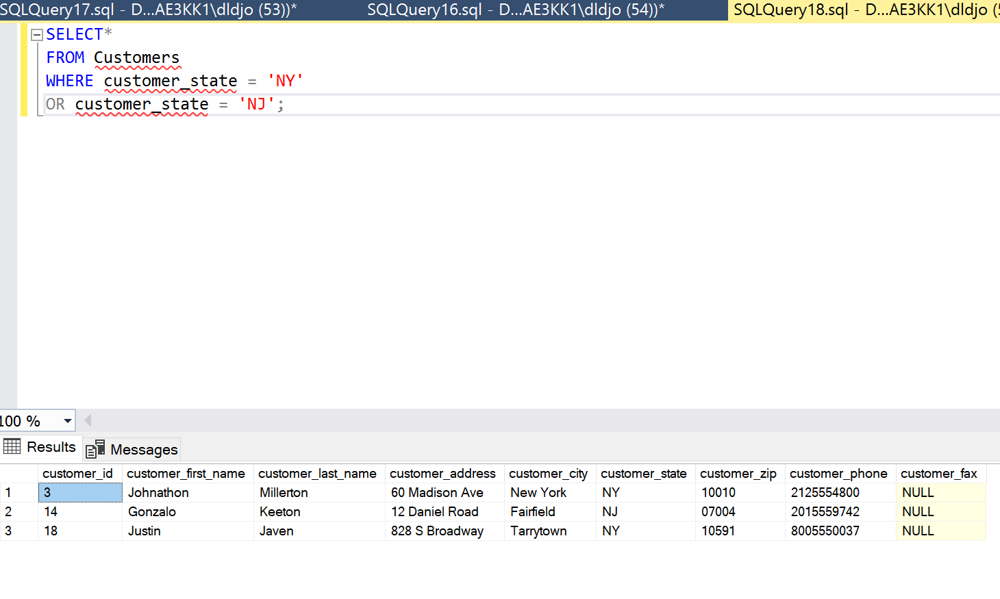 SQLQuery17.sql - D...AE3KK1\dldjo (53))* SQLQuery16.sql - D...AE3KK1\dldjo (54))* SQLQuery18.sql - D...AE3KK1\dldjo
SELECT*
FROM Customers
WHERE customer_state = 'NY'
OR customer_state = 'NJ';
100 %
Results Messages
customer_id customer_first_name customer_last_name customer_address customer_city customer_state customer_zip customer_phone customer_fax
1 3 Johnathon Millerton 60 Madison Ave New York NY 10010 2125554800 NULL
2 14 Gonzalo Keeton 12 Daniel Road Fairfield NJ 07004 2015559742 NULL
3 18 Justin Javen 828 S Broadway Tarrytown NY 10591 8005550037 NULL